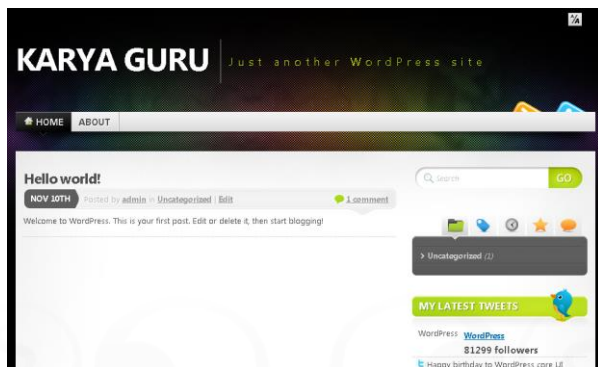 KARYA GURU
Just another WordPress site
HOME ABOUT
Hello world!
NOV 10TH Posted by admin in Uncategorized | Edit 1 comment
Welcome to WordPress. This is your first post. Edit or delete it, then start blogging!
Search GO
> Uncategorized (1)
MY LATEST TWEETS
WordPress WordPress
81299 followers
Happy birthday to WordPress core UI